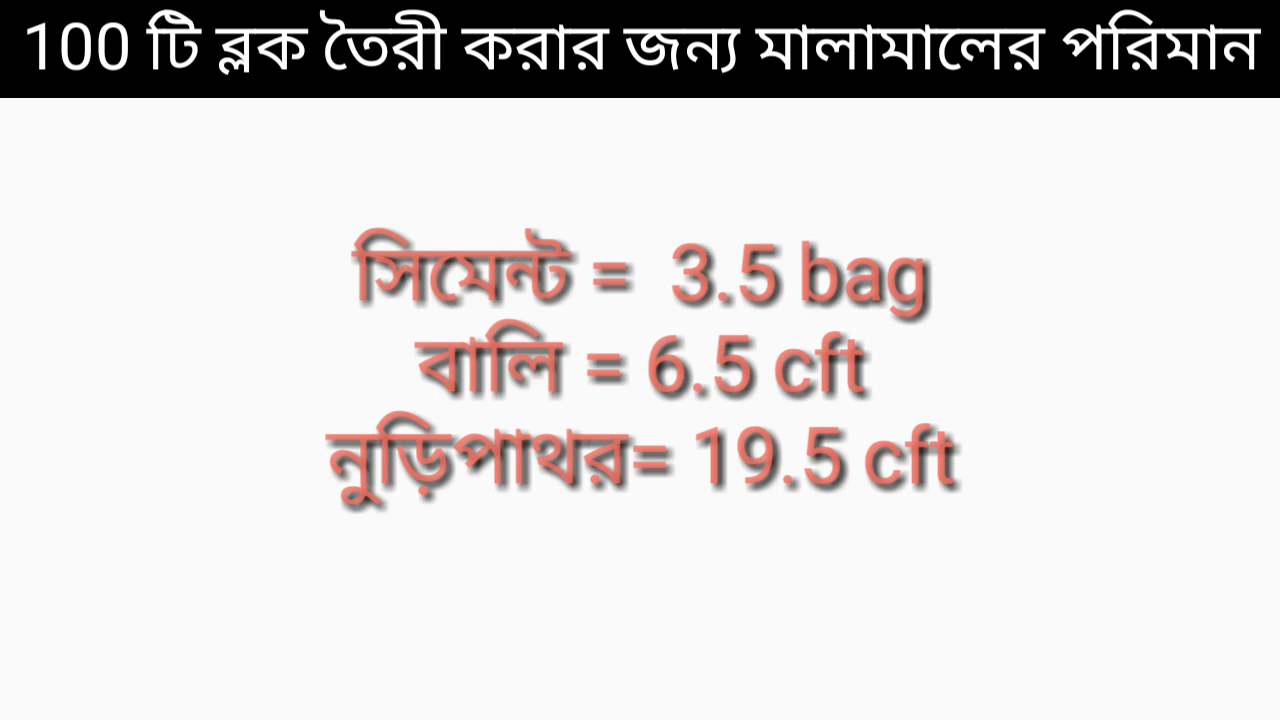 100 টি ব্লক তৈরী করার জন্য মালামালের পরিমান
সিমেন্ট = 3.5 bag
বালি = 6.5 cft
নুড়িপাথর= 19.5 cft